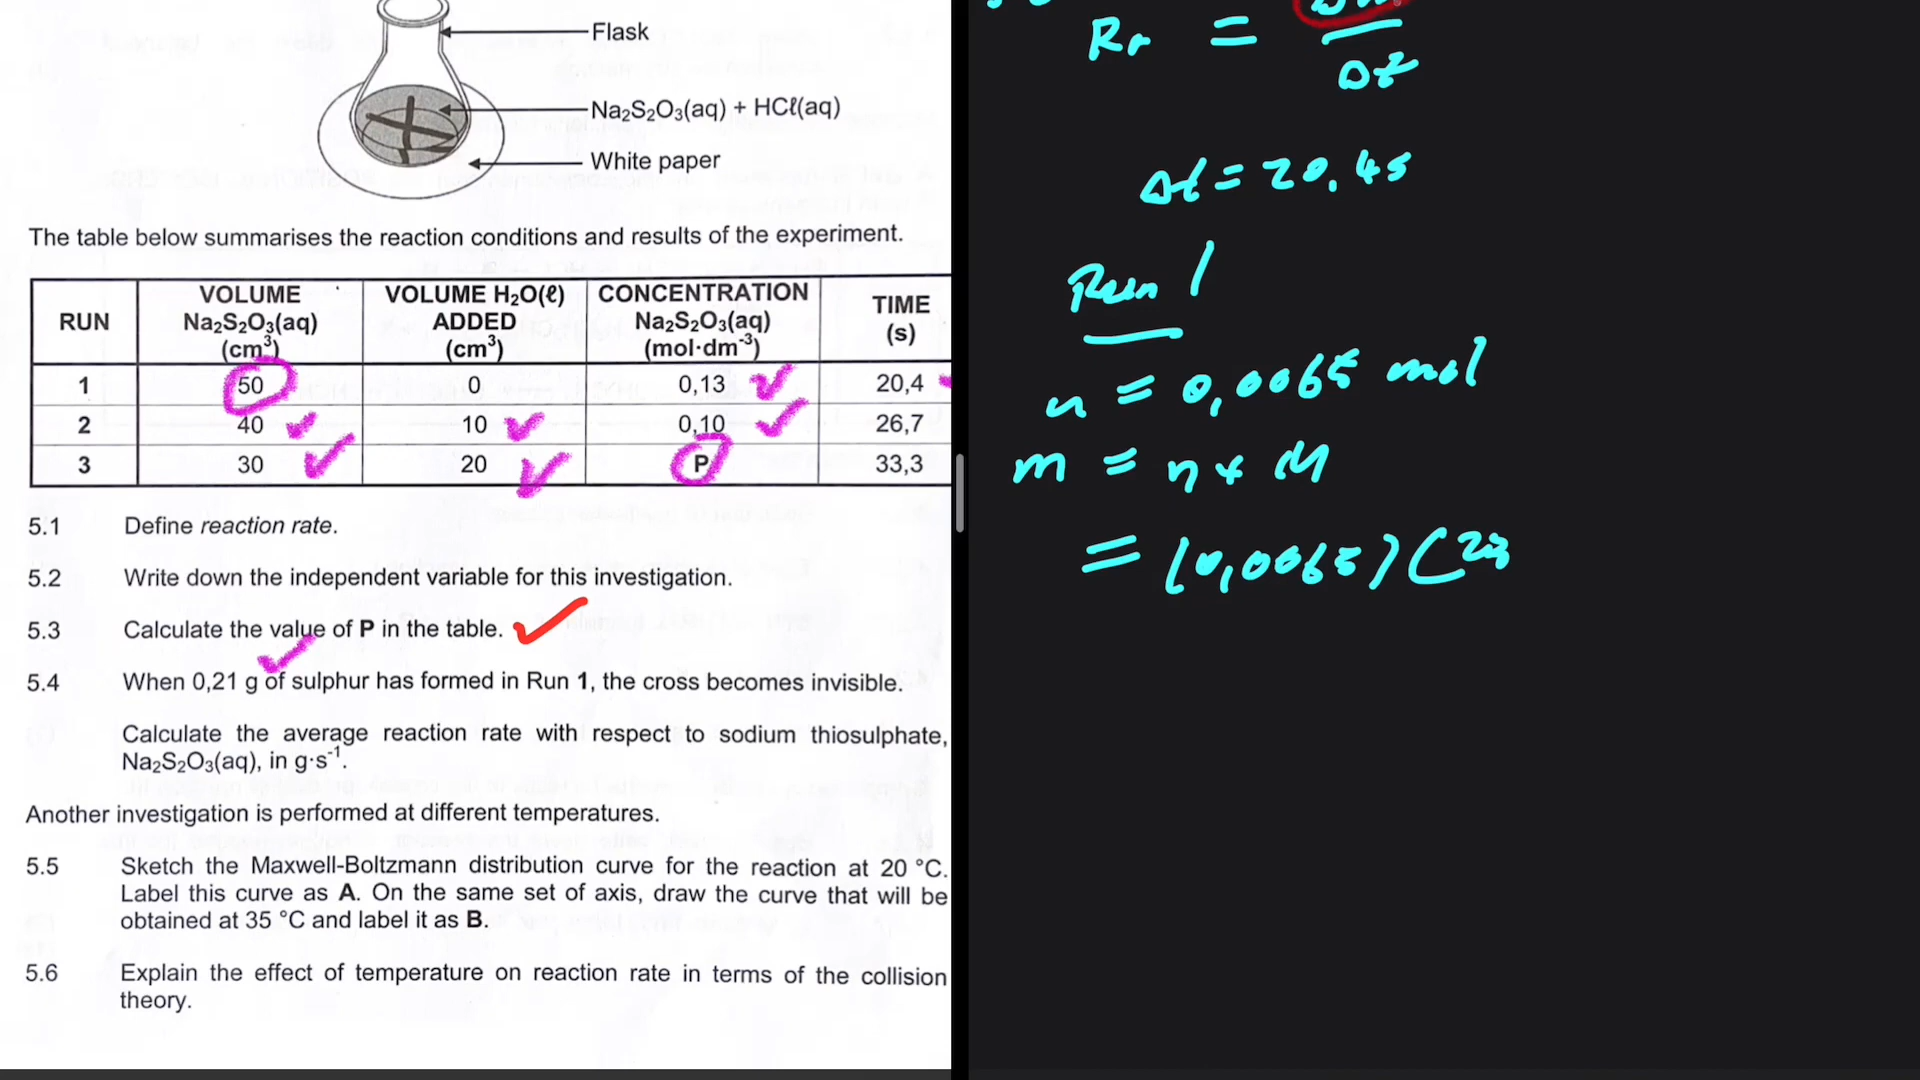 Flask
Na2S2O3(aq) + HCℓ(aq)
White paper
The table below summarises the reaction conditions and results of the experiment.
RUN VOLUME Na2S2O3(aq) (cm³) VOLUME H2O(ℓ) ADDED (cm³) CONCENTRATION Na2S2O3(aq) (mol·dm⁻³) TIME (s)
1 50 0 0,13 20,4
2 40 10 0,10 26,7
3 30 20 P 33,3
5.1 Define reaction rate.
5.2 Write down the independent variable for this investigation.
5.3 Calculate the value of P in the table.
5.4 When 0,21 g of sulphur has formed in Run 1, the cross becomes invisible.
Calculate the average reaction rate with respect to sodium thiosulphate,
Na2S2O3(aq), in g·s⁻¹.
Another investigation is performed at different temperatures.
5.5 Sketch the Maxwell-Boltzmann distribution curve for the reaction at 20 °C.
Label this curve as A. On the same set of axis, draw the curve that will be
obtained at 35 °C and label it as B.
5.6 Explain the effect of temperature on reaction rate in terms of the collision
theory.
Rr =
Δt
Δt = 20,4s
Run 1
n = 0,0065 mol
m = n × M
= (0,0065)(23